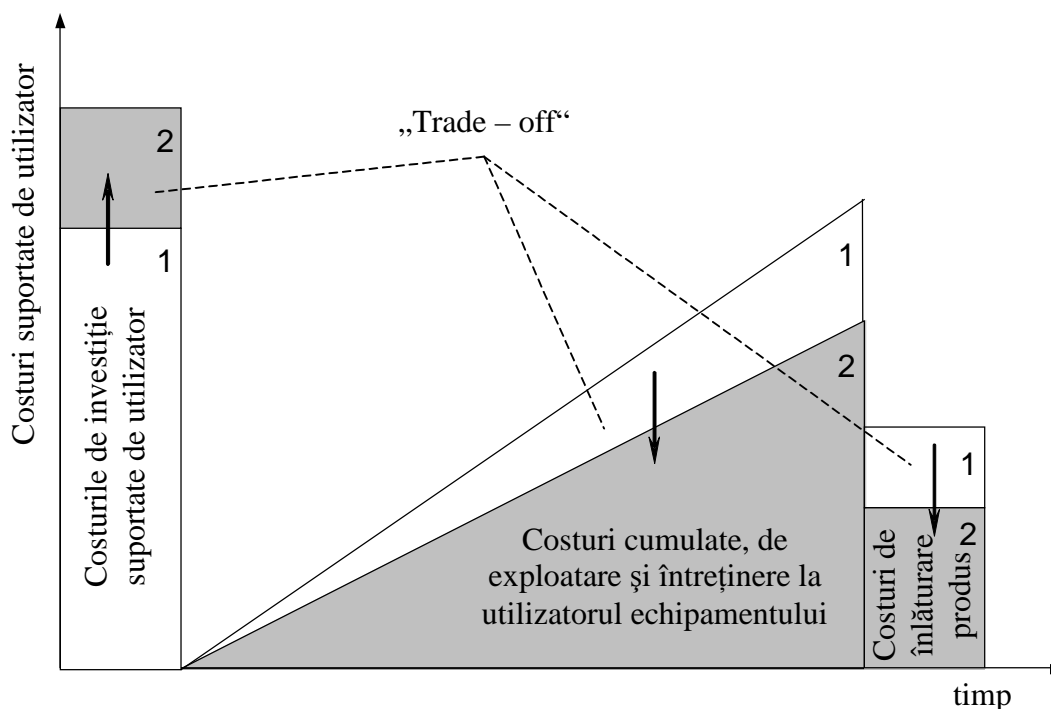 Costuri suportate de utilizator
2
1
Costurile de investiție
suportate de utilizator
„Trade – off“
1
2
Costuri cumulate, de
exploatare şi întreținere la
utilizatorul echipamentului
1
2
Costuri de
înlăturare
produs
timp